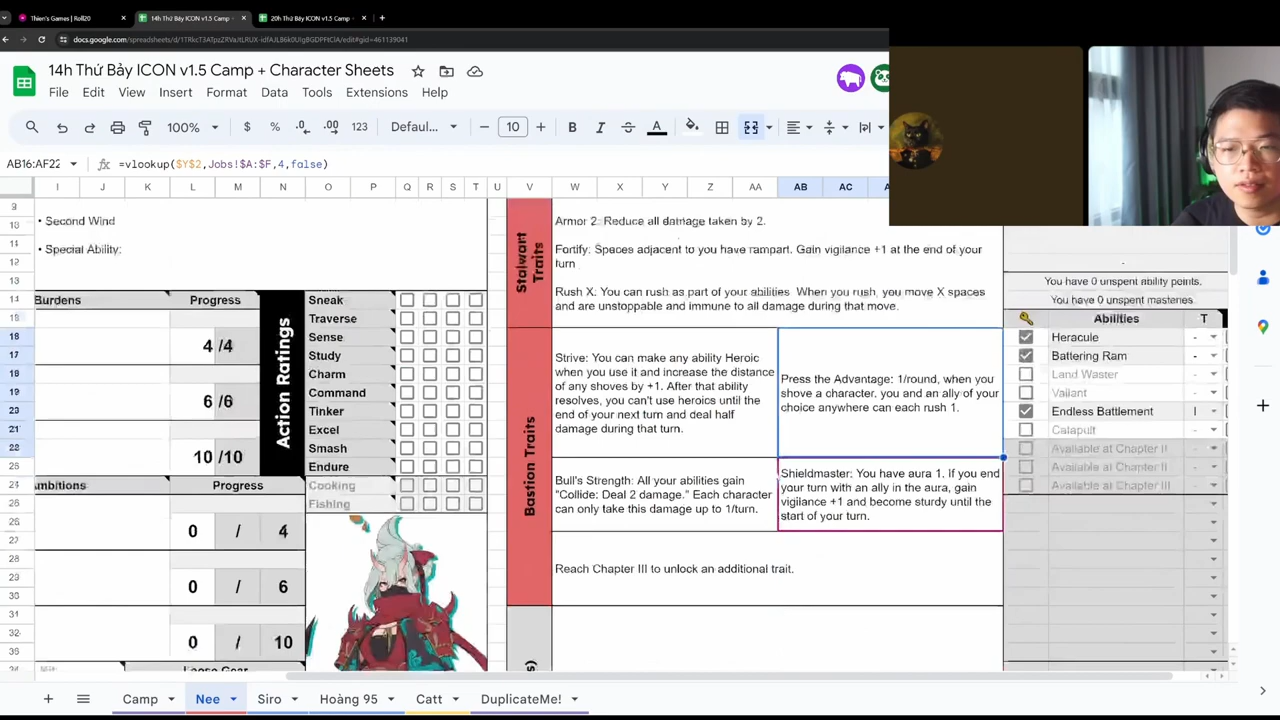 Thien's Games | Roll20
14h Thứ Bảy ICON v1.5 Camp +
20h Thứ Bảy ICON v1.5 Camp +
14h Thứ Bảy ICON v1.5 Camp + Character Sheets
File Edit View Insert Format Data Tools Extensions Help
100% $ % .0 .00 123 Defaul... 10 B I A
AB16:AF22 fx =vlookup($Y$2,Jobs!$A:$F,4,false)
I J K L M N O P Q R S T U V W X Y Z AA AB AC
• Second Wind
• Special Ability:
Burdens Progress
4 /4
6 /6
10 /10
Ambitions Progress
0 / 4
0 / 6
0 / 10
Loose Gear
Action Ratings
Sneak
Traverse
Sense
Study
Charm
Command
Tinker
Excel
Smash
Endure
Cooking
Fishing
Stalwart
Traits
Armor 2: Reduce all damage taken by 2.
Fortify: Spaces adjacent to you have rampart. Gain vigilance +1 at the end of your
turn
Rush X. You can rush as part of your abilities. When you rush, you move X spaces
and are unstoppable and immune to all damage during that move.
Bastion Traits
Strive: You can make any ability Heroic
when you use it and increase the distance
of any shoves by +1. After that ability
resolves, you can't use heroics until the
end of your next turn and deal half
damage during that turn.
Press the Advantage: 1/round, when you
shove a character, you and an ally of your
choice anywhere can each rush 1.
Bull's Strength: All your abilities gain
"Collide: Deal 2 damage." Each character
can only take this damage up to 1/turn.
Shieldmaster: You have aura 1. If you end
your turn with an ally in the aura, gain
vigilance +1 and become sturdy until the
start of your turn.
Reach Chapter III to unlock an additional trait.
You have 0 unspent ability points.
You have 0 unspent masteries.
Abilities T
Heracule -
Battering Ram -
Land Waster -
Valiant -
Endless Battlement I
Catapult -
Available at Chapter II
Available at Chapter II
Available at Chapter III
Camp Nee Siro Hoàng 95 Catt DuplicateMe!